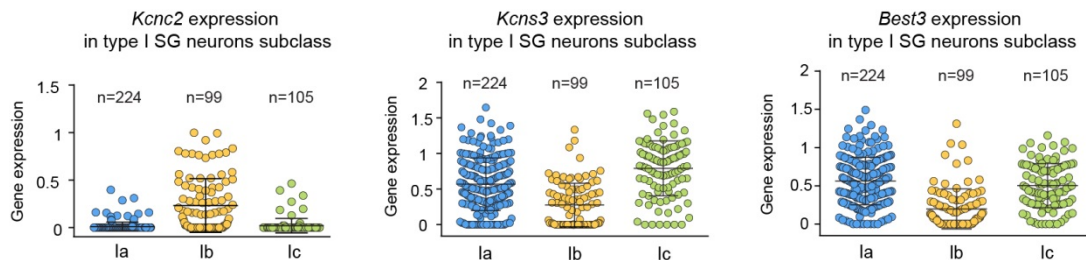 Kcnc2 expression
in type I SG neurons subclass
Gene expression
1.5
1
0.5
0
n=224 n=99 n=105
Ia Ib Ic
Kcns3 expression
in type I SG neurons subclass
Gene expression
2
1.5
1
0.5
0
n=224 n=99 n=105
Ia Ib Ic
Best3 expression
in type I SG neurons subclass
Gene expression
2
1.5
1
0.5
0
n=224 n=99 n=105
Ia Ib Ic